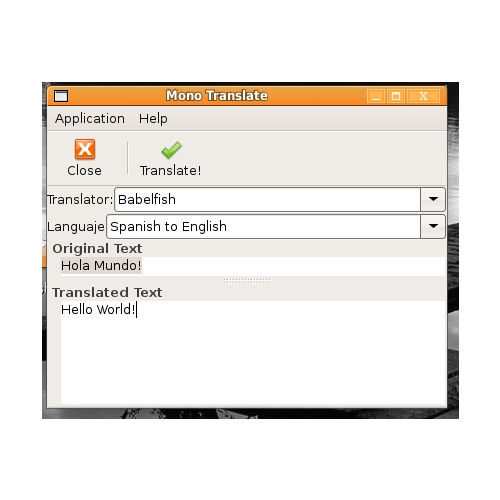 Mono Translate
Application Help
Close Translate!
Translator: Babelfish
Languaje Spanish to English
Original Text
Hola Mundo!
Translated Text
Hello World!